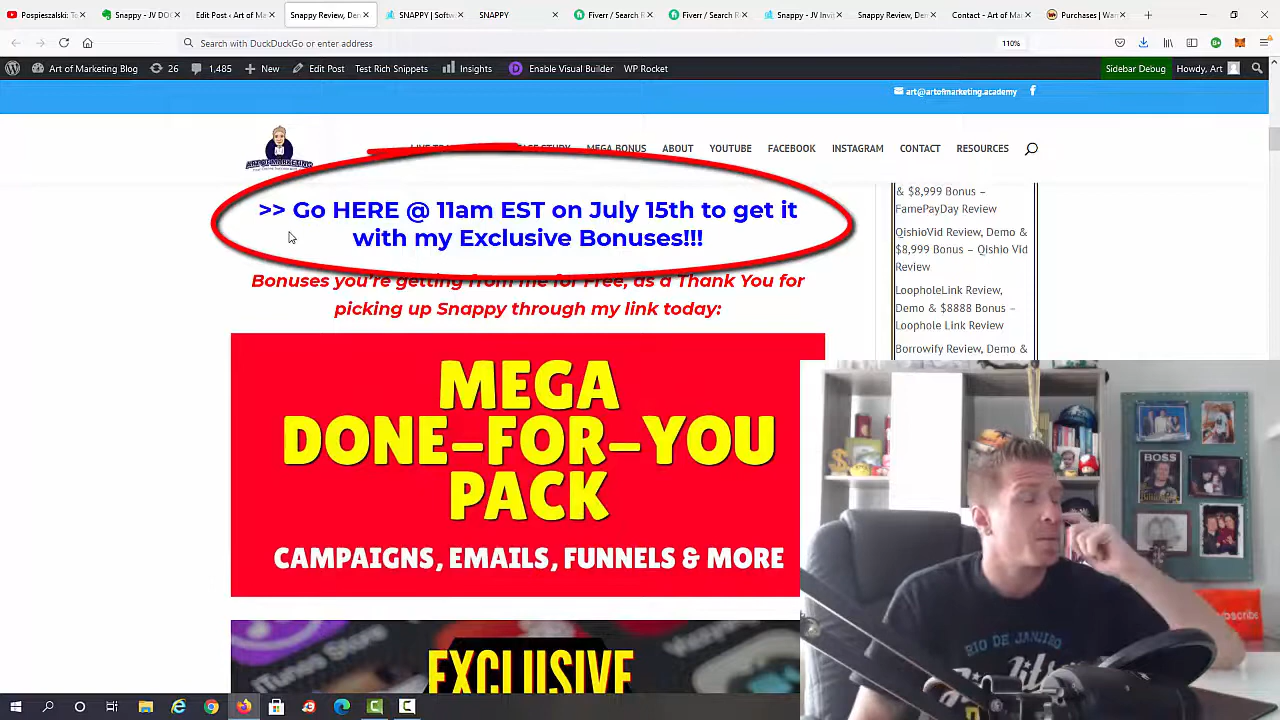 Pospieszalski: T
Snappy - JV DO
Edit Post ‹ Art of M
Snappy Review, Den
SNAPPY | Softw
SNAPPY
Fiverr / Search R
Fiverr / Search R
Snappy - JV Invi
Snappy Review, De
Contact - Art of Ma
Purchases | War
Search with DuckDuckGo or enter address
110%
Art of Marketing Blog
26
1,485
New
Edit Post
Test Rich Snippets
Insights
Enable Visual Builder
WP Rocket
Sidebar Debug
Howdy, Art
art@artofmarketing.academy
MEGA BONUS
ABOUT
YOUTUBE
FACEBOOK
INSTAGRAM
CONTACT
RESOURCES
>> Go HERE @ 11am EST on July 15th to get it
with my Exclusive Bonuses!!!
Bonuses you're getting from me for Free, as a Thank You for
picking up Snappy through my link today:
MEGA
DONE-FOR-YOU
PACK
CAMPAIGNS, EMAILS, FUNNELS & MORE
EXCLUSIVE
& $8,999 Bonus –
FamePayDay Review
QishioVid Review, Demo &
$8,999 Bonus – Qishio Vid
Review
LoopholeLink Review,
Demo & $8888 Bonus –
Loophole Link Review
Borrowify Review, Demo &
BO$$
RIO DE JANEIRO